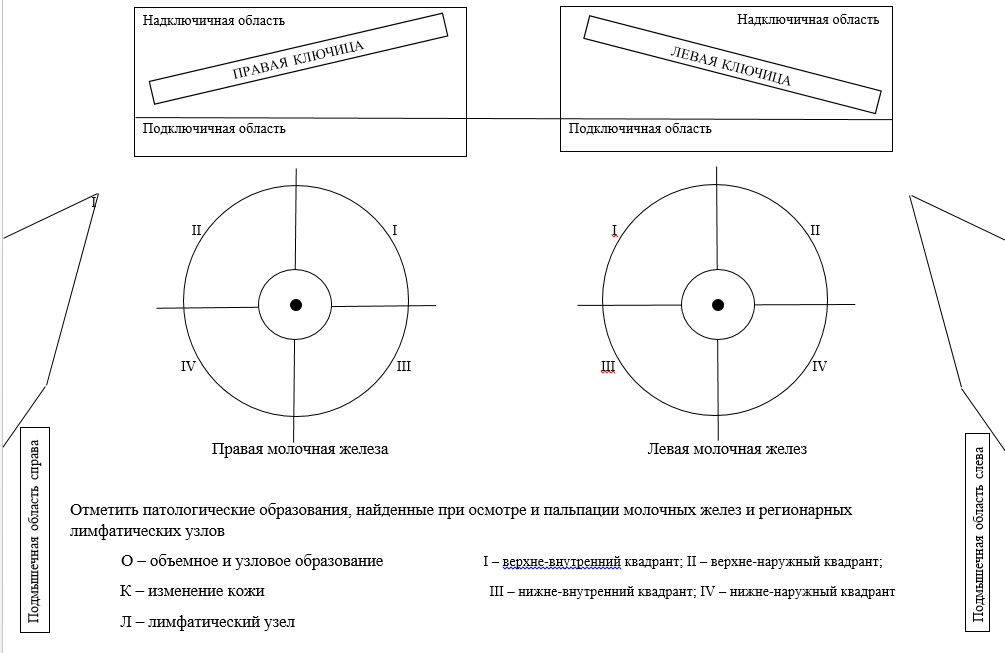 Надключичная область
Надключичная область
ПРАВАЯ КЛЮЧИЦА
ЛЕВАЯ КЛЮЧИЦА
Подключичная область
Подключичная область
I
II
I
I
II
IV
III
III
IV
Правая молочная железа
Левая молочная желез
Подмышечная область справа
Подмышечная область слева
Отметить патологические образования, найденные при осмотре и пальпации молочных желез и регионарных
лимфатических узлов
О – объемное и узловое образование
I – верхне-внутренний квадрант; II – верхне-наружный квадрант;
К – изменение кожи
III – нижне-внутренний квадрант; IV – нижне-наружный квадрант
Л – лимфатический узел